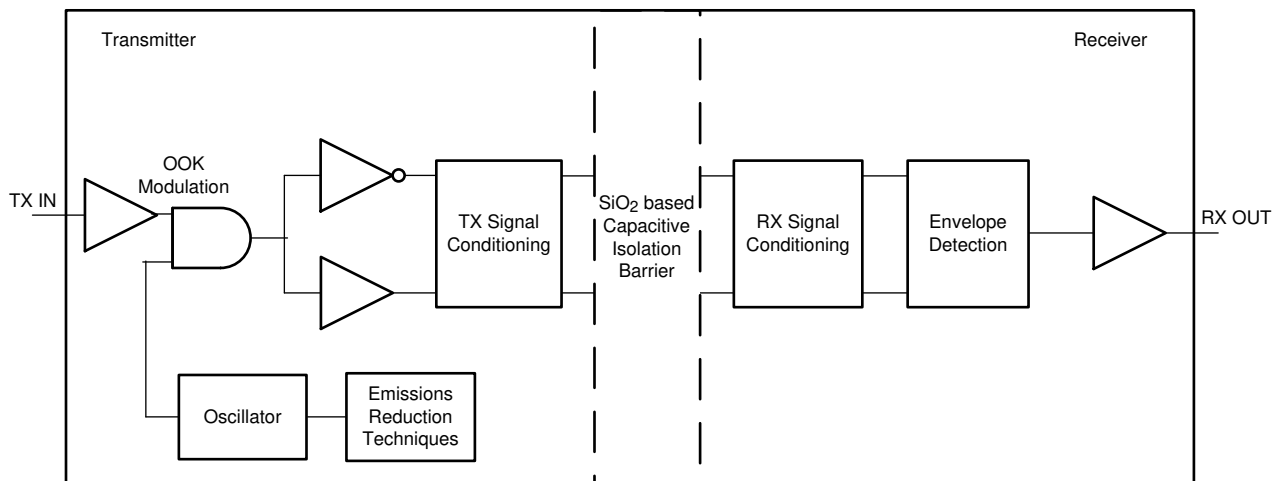 Transmitter
Receiver
OOK
Modulation
TX IN
TX Signal
Conditioning
SiO2 based
Capacitive
Isolation
Barrier
RX Signal
Conditioning
Envelope
Detection
RX OUT
Oscillator
Emissions
Reduction
Techniques